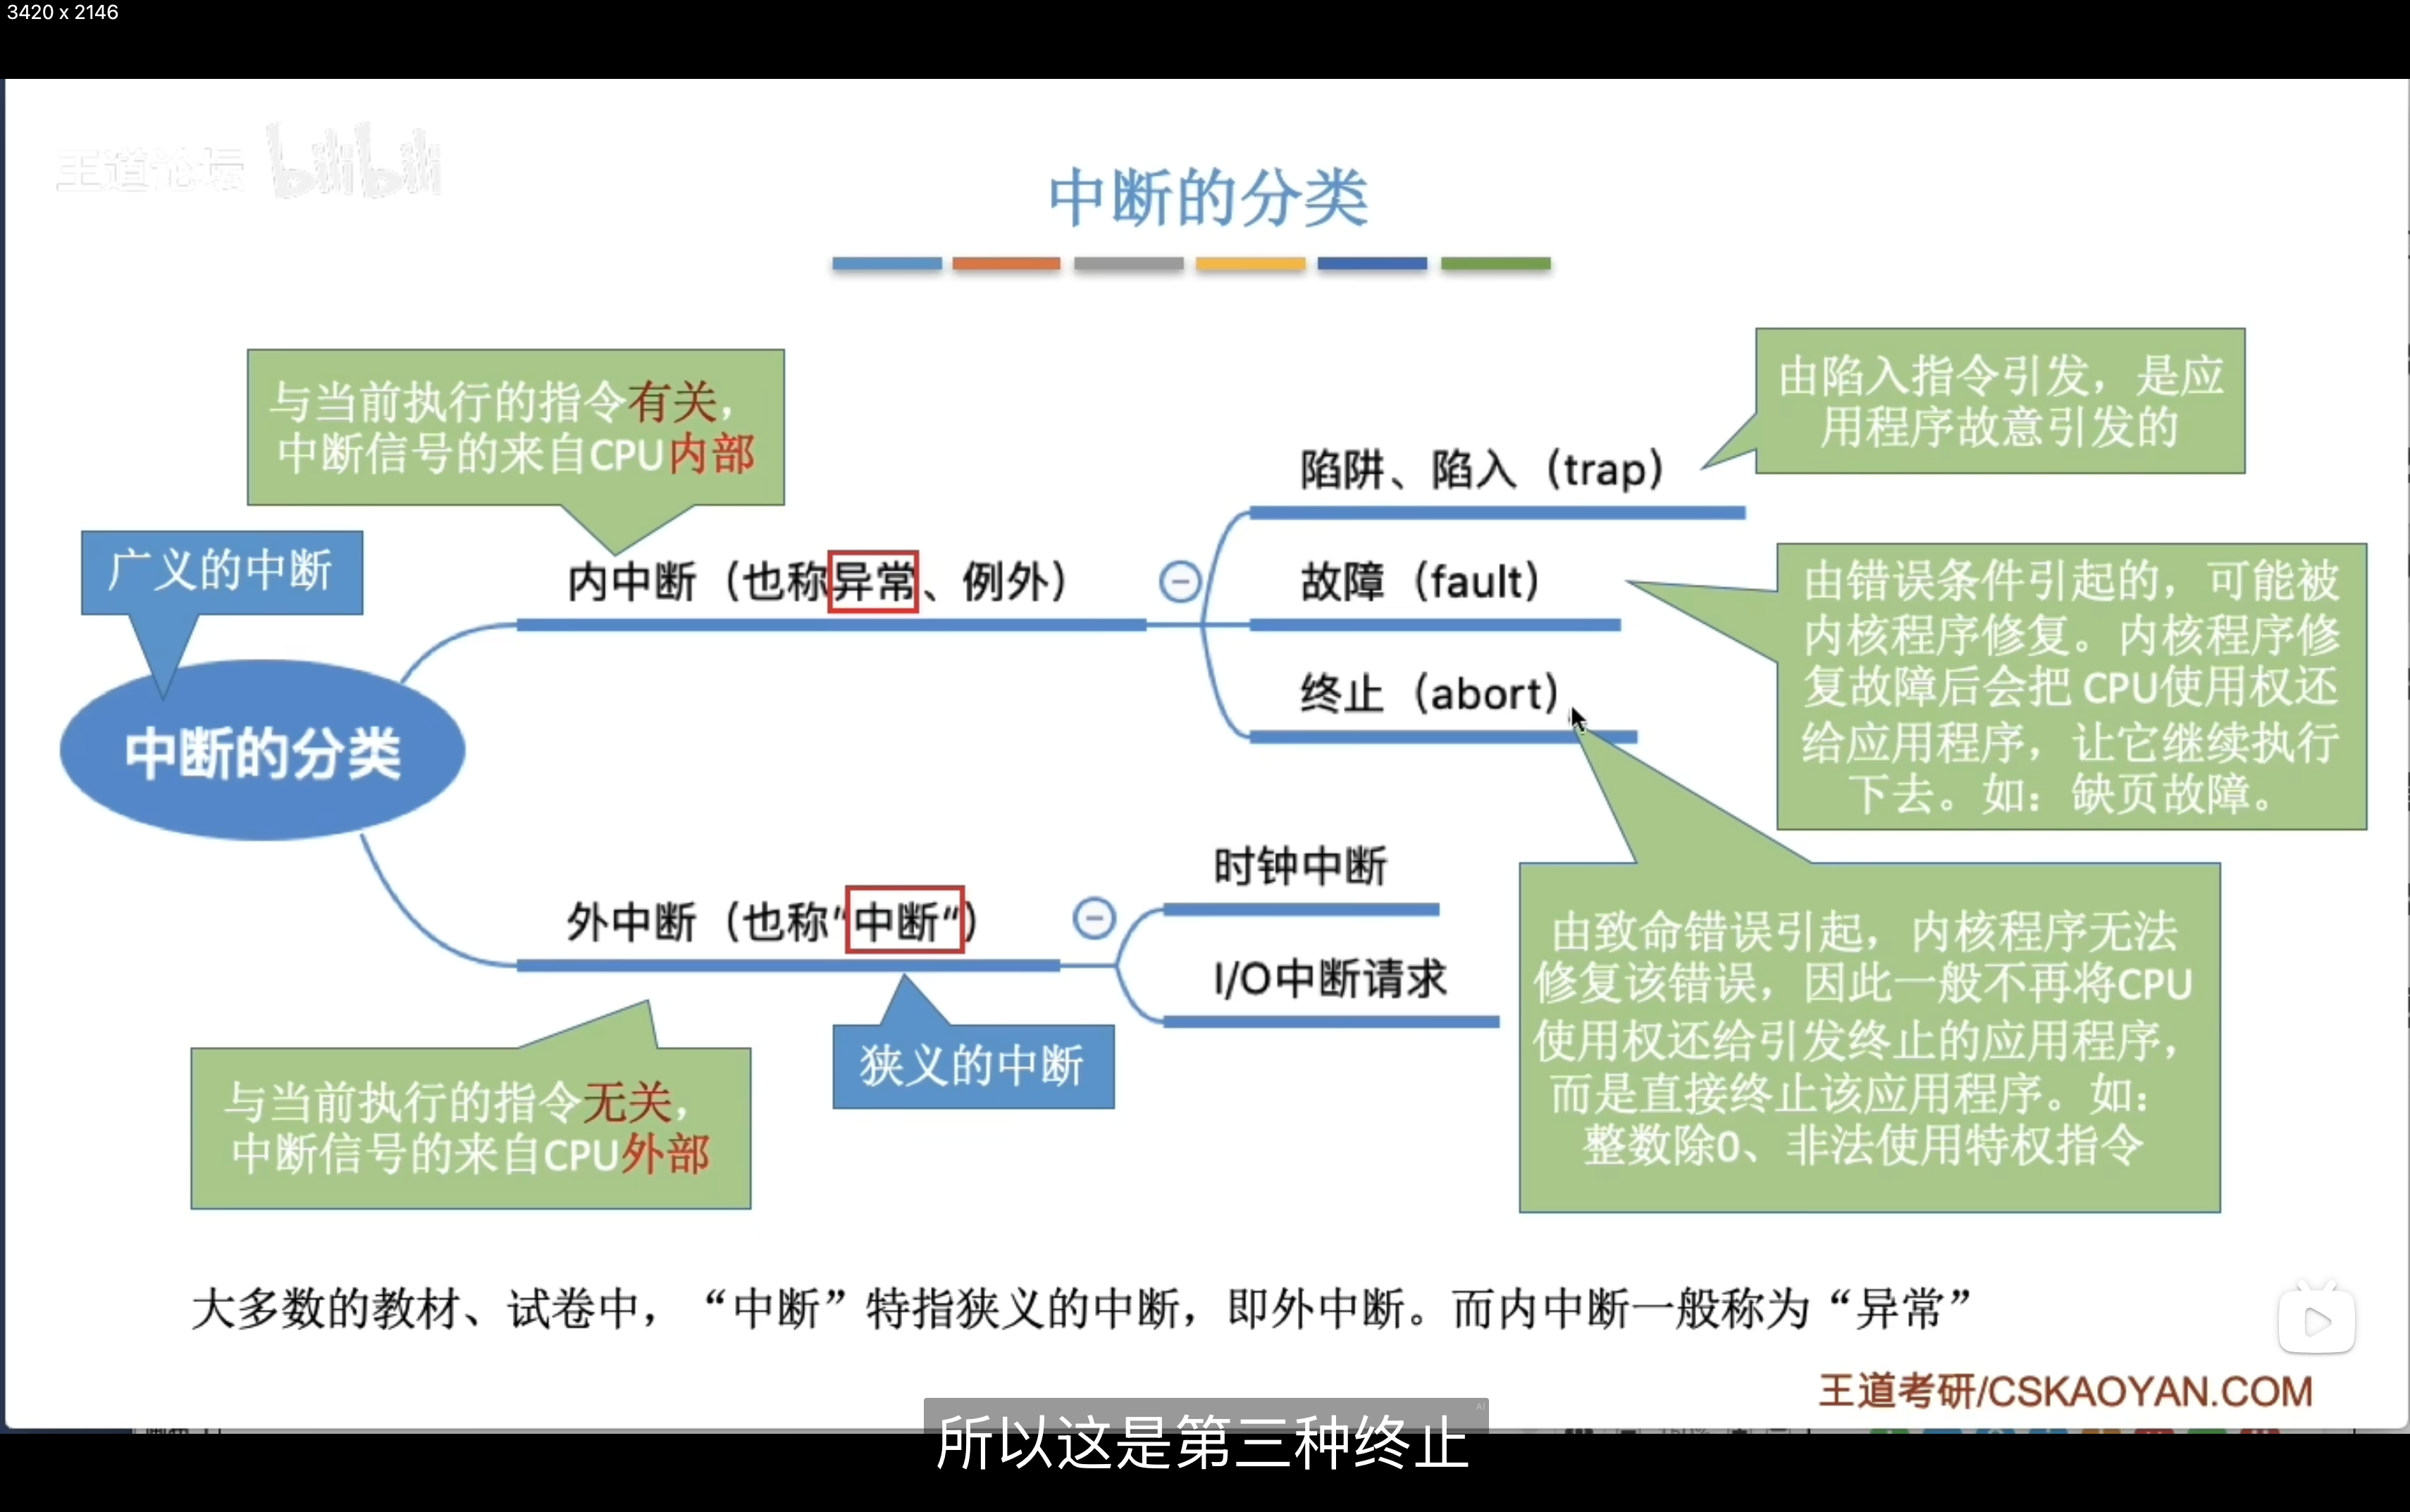 3420 x 2146
王道论坛 bilibili
中断的分类
与当前执行的指令有关，
中断信号的来自CPU内部
广义的中断
中断的分类
内中断（也称异常、例外）
陷阱、陷入（trap）
由陷入指令引发，是应
用程序故意引发的
故障（fault）
由错误条件引起的，可能被
内核程序修复。内核程序修
复故障后会把 CPU使用权还
给应用程序，让它继续执行
下去。如：缺页故障。
终止（abort）
由致命错误引起，内核程序无法
修复该错误，因此一般不再将CPU
使用权还给引发终止的应用程序，
而是直接终止该应用程序。如：
整数除0、非法使用特权指令
外中断（也称“中断“）
时钟中断
I/O中断请求
狭义的中断
与当前执行的指令无关，
中断信号的来自CPU外部
大多数的教材、试卷中，“中断”特指狭义的中断，即外中断。而内中断一般称为“异常”
王道考研/CSKAOYAN.COM
AI
所以这是第三种终止